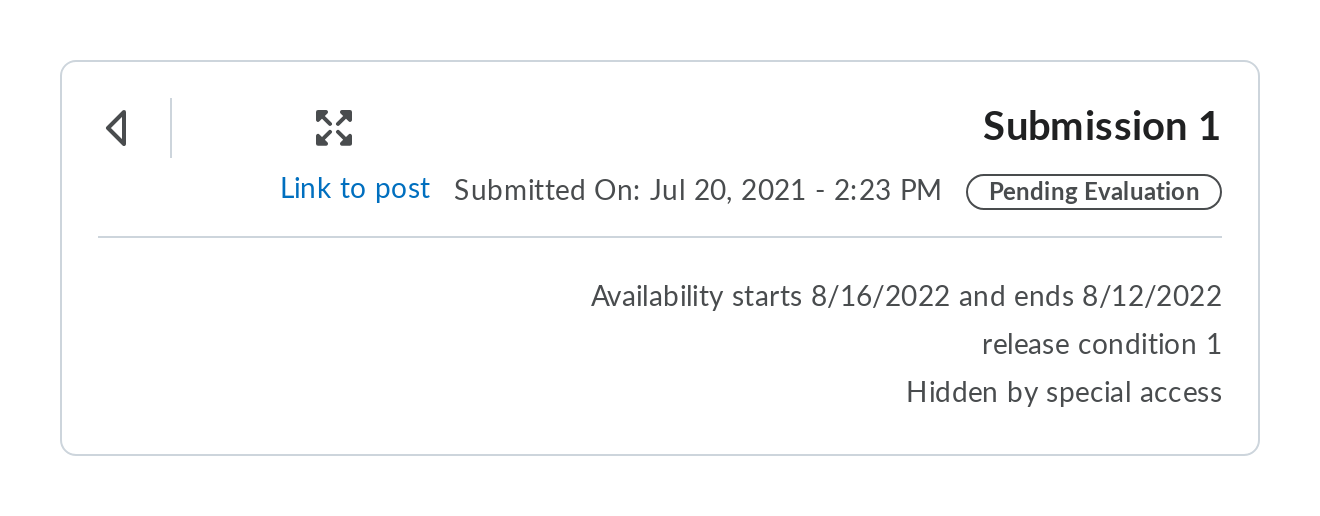 Submission 1
Pending Evaluation Submitted On: Jul 20, 2021 - 2:23 PM Link to post
Availability starts 8/16/2022 and ends 8/12/2022
release condition 1
Hidden by special access